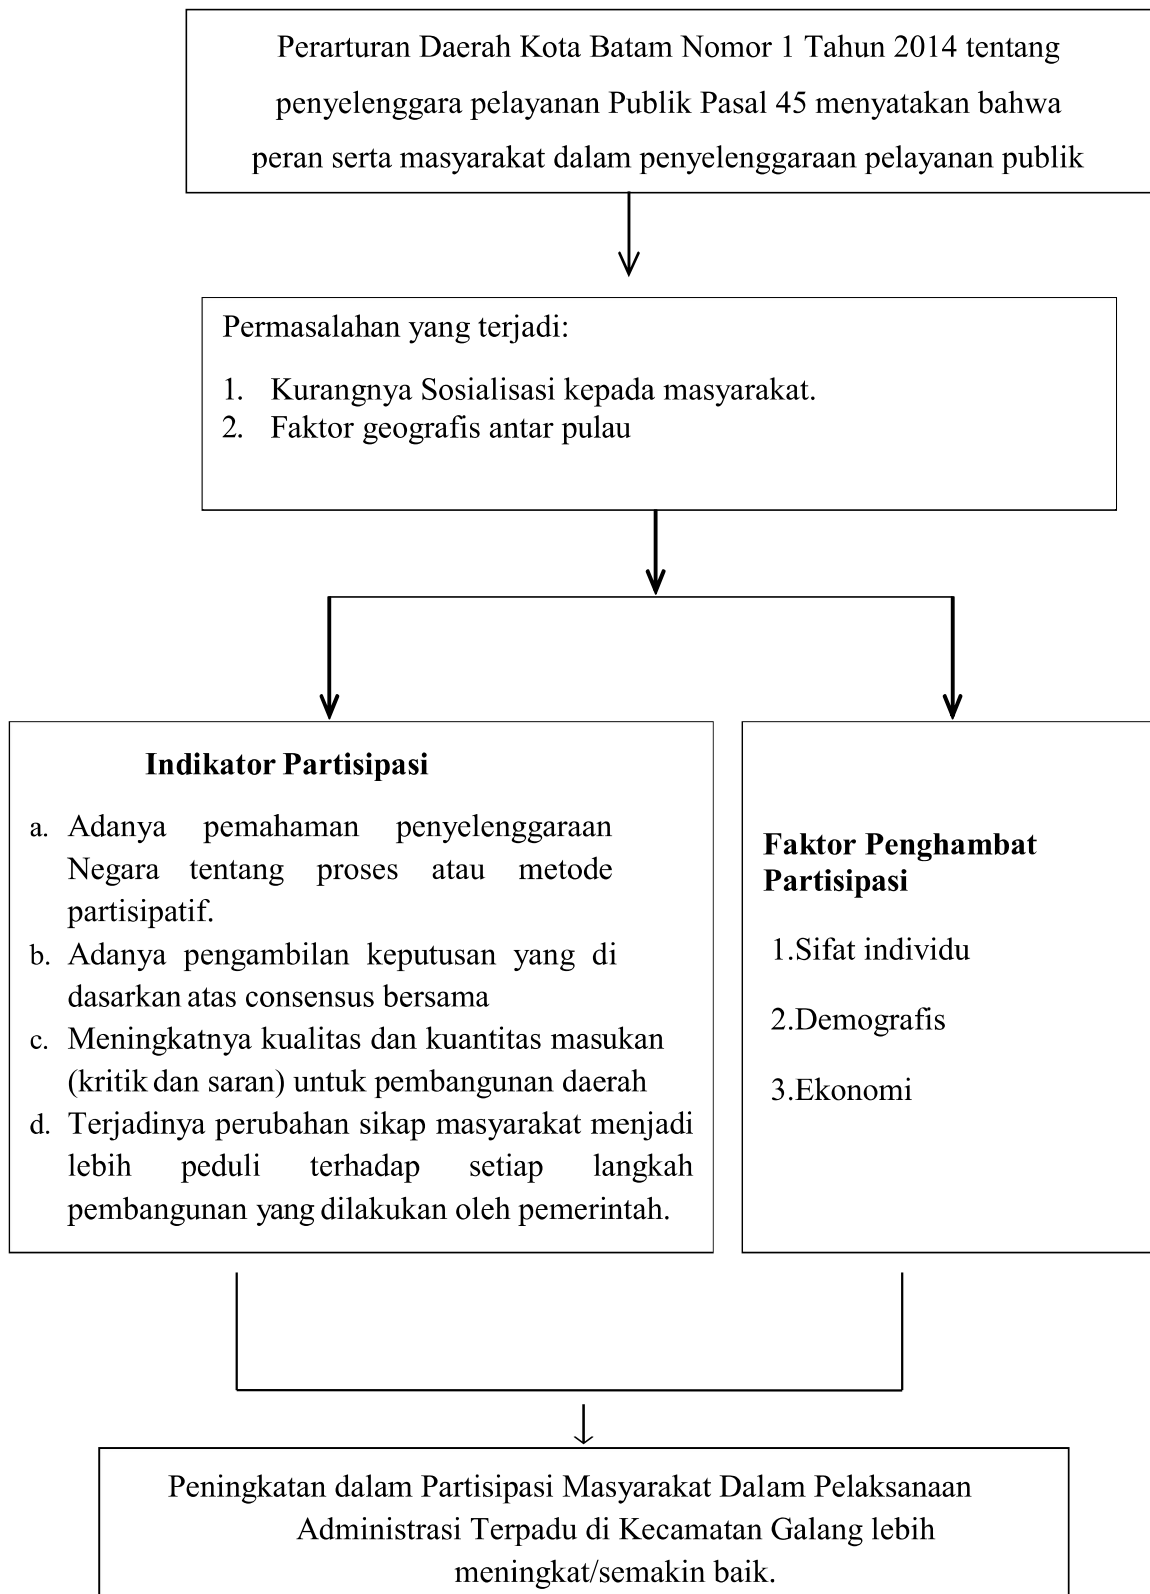 Perarturan Daerah Kota Batam Nomor 1 Tahun 2014 tentang
penyelenggara pelayanan Publik Pasal 45 menyatakan bahwa
peran serta masyarakat dalam penyelenggaraan pelayanan publik
Permasalahan yang terjadi:
1. Kurangnya Sosialisasi kepada masyarakat.
2. Faktor geografis antar pulau
Indikator Partisipasi
a. Adanya pemahaman penyelenggaraan
Negara tentang proses atau metode
partisipatif.
b. Adanya pengambilan keputusan yang di
dasarkan atas consensus bersama
c. Meningkatnya kualitas dan kuantitas masukan
(kritik dan saran) untuk pembangunan daerah
d. Terjadinya perubahan sikap masyarakat menjadi
lebih peduli terhadap setiap langkah
pembangunan yang dilakukan oleh pemerintah.
Faktor Penghambat
Partisipasi
1.Sifat individu
2.Demografis
3.Ekonomi
Peningkatan dalam Partisipasi Masyarakat Dalam Pelaksanaan
Administrasi Terpadu di Kecamatan Galang lebih
meningkat/semakin baik.